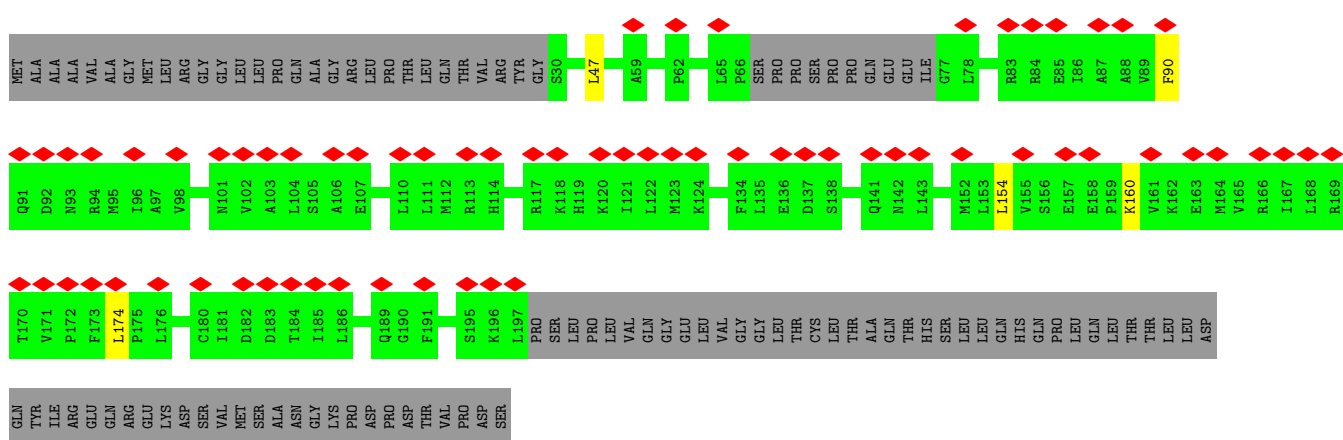 MET ALA ALA ALA VAL ALA GLY MET LEU ARG GLY GLY LEU LEU PRO GLN ALA GLY ARG LEU PRO THR LEU GLN THR VAL ARG TYR GLY S30 L47 A59 P62 L65 P66 SER PRO PRO SER PRO PRO GLN GLU GLU ILE G77 L78 R83 R84 E85 I86 A87 A88 V89 F90
Q91 D92 N93 R94 M95 I96 A97 V98 N101 V102 A103 L104 S105 A106 E107 L110 L111 M112 R113 H114 R117 K118 H119 K120 I121 L122 M123 K124 F134 L135 E136 D137 S138 Q141 N142 L143 M152 L153 L154 V155 S156 E157 E158 P159 K160 V161 K162 E163 M164 V165 R166 I167 L168 R169
T170 V171 P172 F173 L174 P175 L176 C180 I181 D182 D183 T184 I185 L186 Q189 G190 F191 S195 K196 L197 PRO SER LEU PRO LEU VAL GLN GLY GLU LEU VAL GLY GLY LEU THR CYS LEU THR ALA GLN THR HIS SER LEU LEU GLN HIS GLN PRO LEU GLN LEU THR THR LEU LEU ASP
GLN TYR ILE ARG GLU GLN ARG GLU LYS ASP SER VAL MET SER ALA ASN GLY LYS PRO ASP PRO ASP THR VAL PRO ASP SER